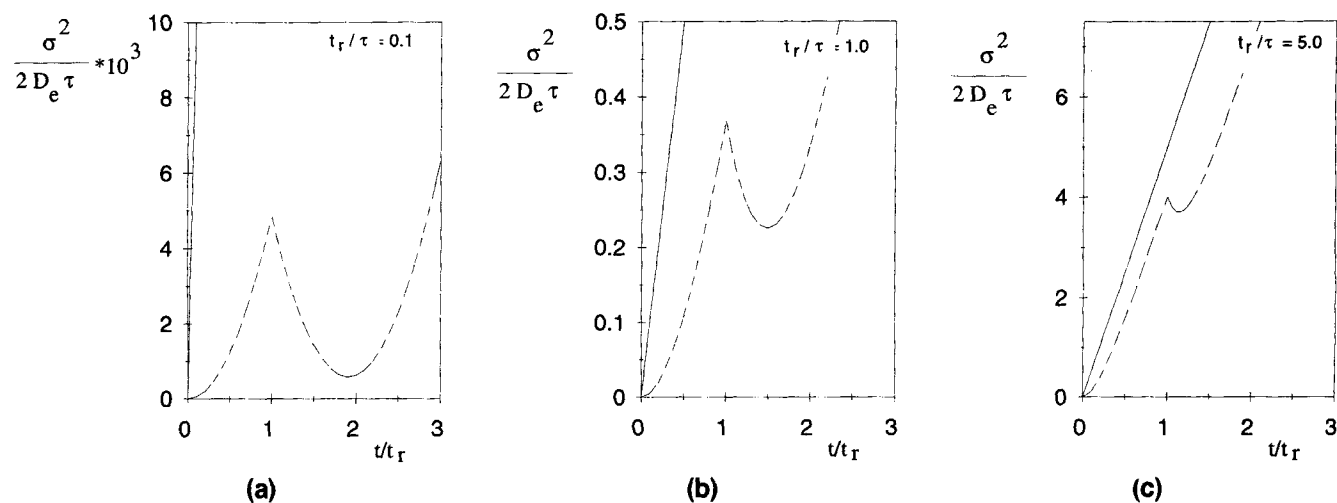 σ²
2 D_e τ
*10³
10
8
6
4
2
0
t_r / τ = 0.1
0 1 2 3
t/t_r
(a)
σ²
2 D_e τ
0.5
0.4
0.3
0.2
0.1
0
t_r / τ = 1.0
0 1 2 3
t/t_r
(b)
σ²
2 D_e τ
6
4
2
0
t_r / τ = 5.0
0 1 2 3
t/t_r
(c)